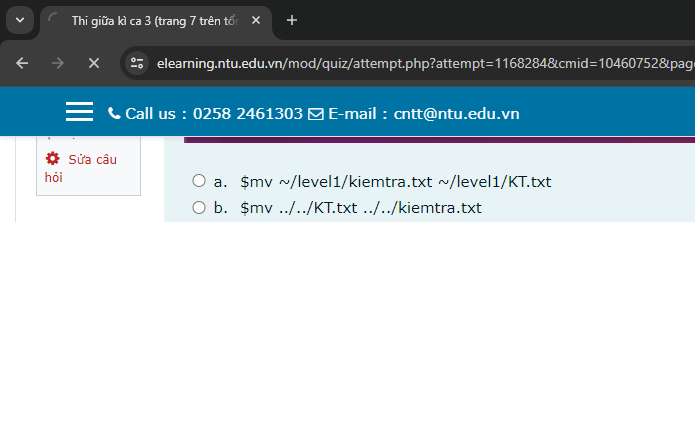 Thi giữa kì ca 3 (trang 7 trên tổn
elearning.ntu.edu.vn/mod/quiz/attempt.php?attempt=1168284&cmid=10460752&pag
Call us : 0258 2461303 E-mail : cntt@ntu.edu.vn
Sửa câu
hỏi
a. $mv ~/level1/kiemtra.txt ~/level1/KT.txt
b. $mv ../../KT.txt ../../kiemtra.txt